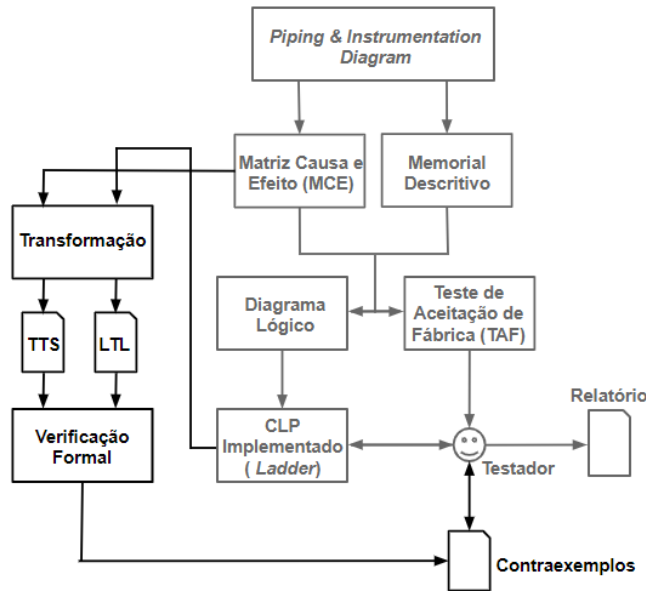 Piping & Instrumentation
Diagram
Matriz Causa e
Efeito (MCE)
Memorial
Descritivo
Transformação
Diagrama
Lógico
Teste de
Aceitação de
Fábrica (TAF)
TTS
LTL
Relatório
Verificação
Formal
CLP
Implementado
( Ladder)
Testador
Contraexemplos